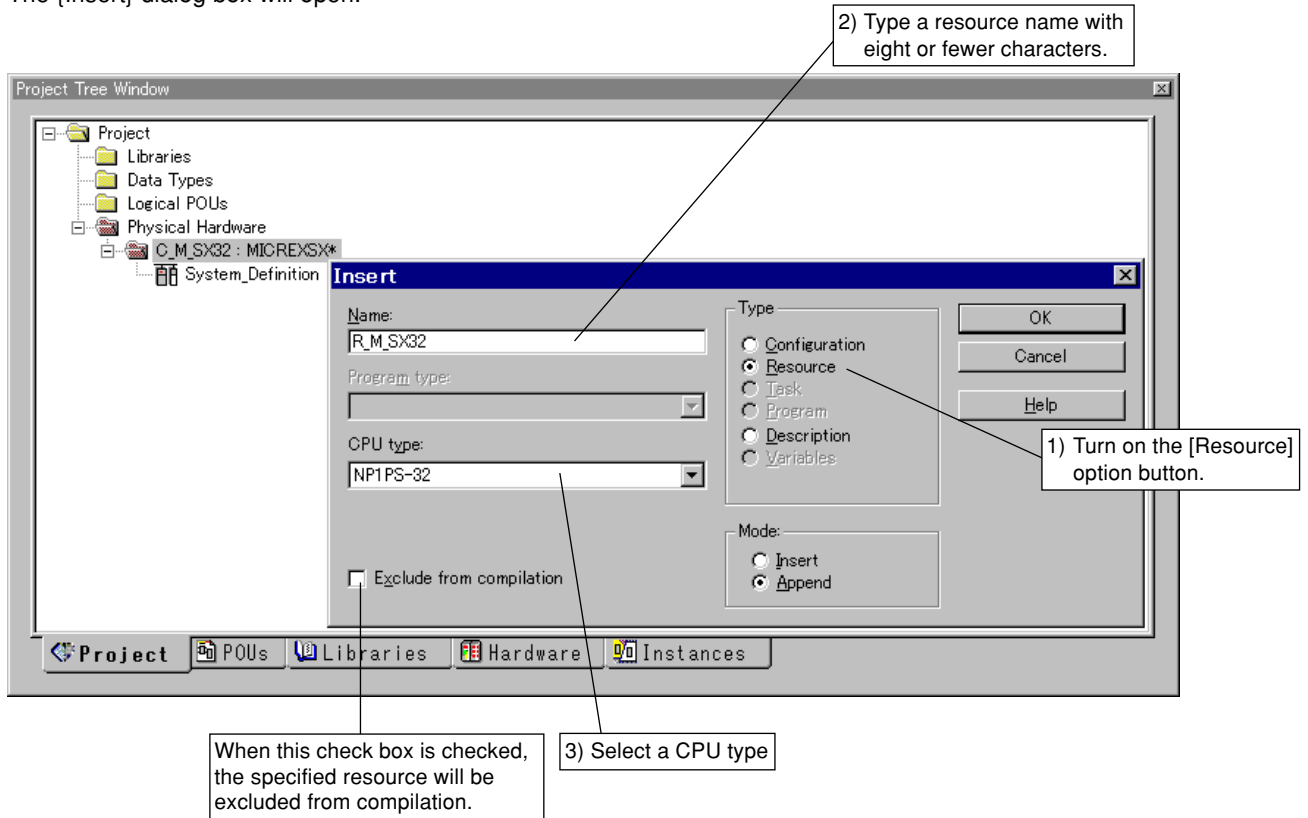 The {Insert} dialog box will open.
2) Type a resource name with
eight or fewer characters.
Project Tree Window
Project
Libraries
Data Types
Logical POUs
Physical Hardware
C_M_SX32 : MICREXSX*
System_Definition
Insert
Name:
R_M_SX32
Program type:
CPU type:
NP1PS-32
Exclude from compilation
Type
Configuration
Resource
Task
Program
Description
Variables
Mode:
Insert
Append
OK
Cancel
Help
1) Turn on the [Resource]
option button.
Project
POUs
Libraries
Hardware
Instances
When this check box is checked,
the specified resource will be
excluded from compilation.
3) Select a CPU type